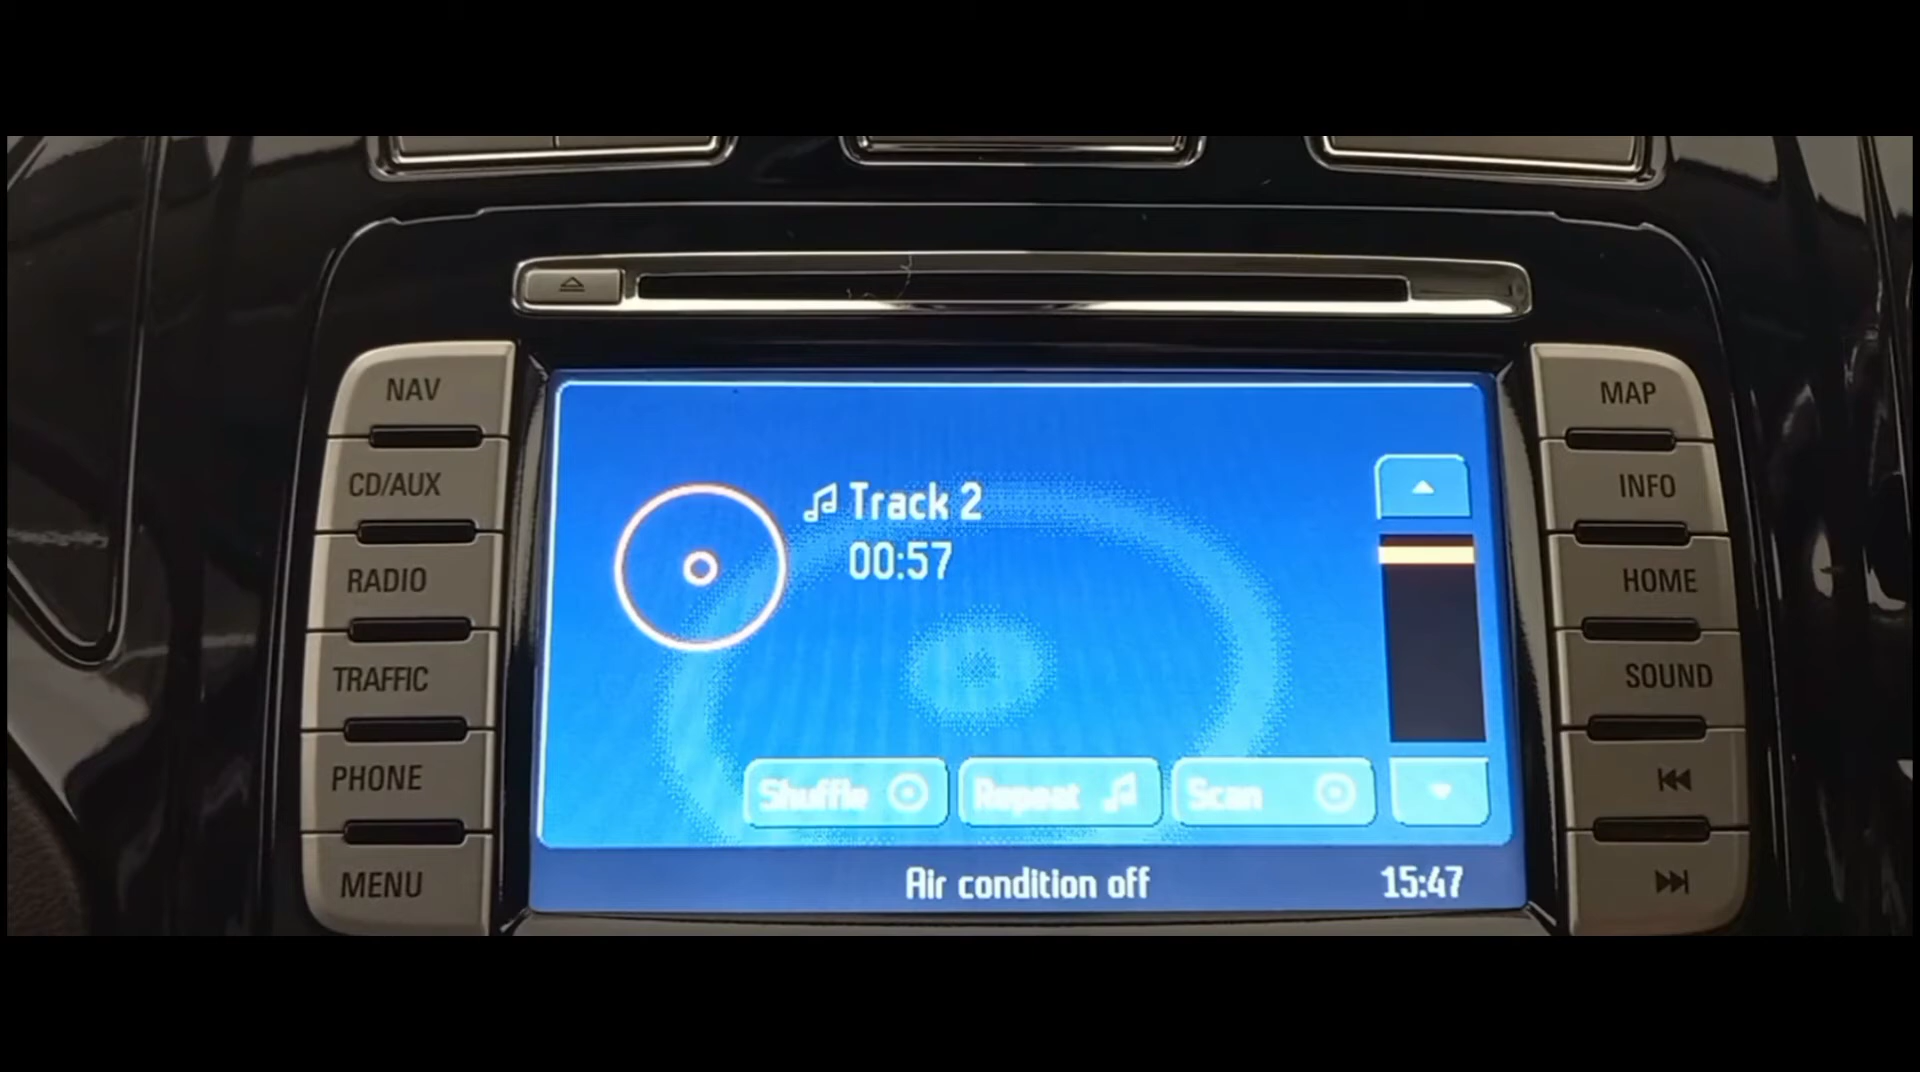 NAV
CD/AUX
RADIO
TRAFFIC
PHONE
MENU
Track 2
00:57
Shuffle
Repeat
Scan
Air condition off
15:47
MAP
INFO
HOME
SOUND